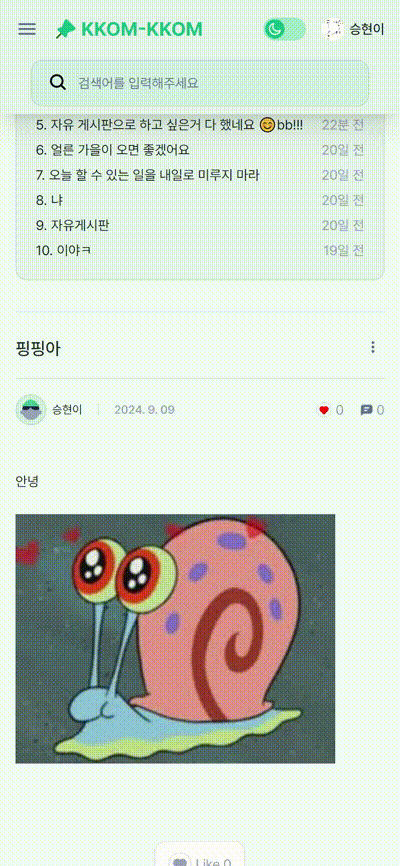 KKOM-KKOM
승현이
검색어를 입력해주세요
5. 자유 게시판으로 하고 싶은거 다 했네요 😊bb!!! 22분 전
6. 얼른 가을이 오면 좋겠어요 20일 전
7. 오늘 할 수 있는 일을 내일로 미루지 마라 20일 전
8. 냐 20일 전
9. 자유게시판 20일 전
10. 이야ㅋ 19일 전
핑핑아
승현이 2024. 9. 09 0 0
안녕
Like 0